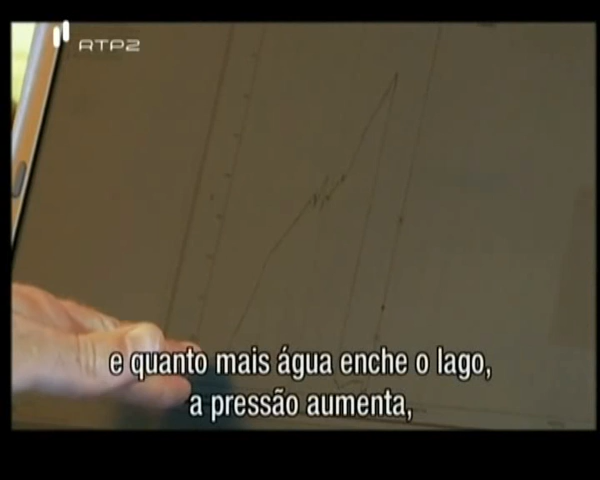 RTP2
e quanto mais água enche o lago,
a pressão aumenta,